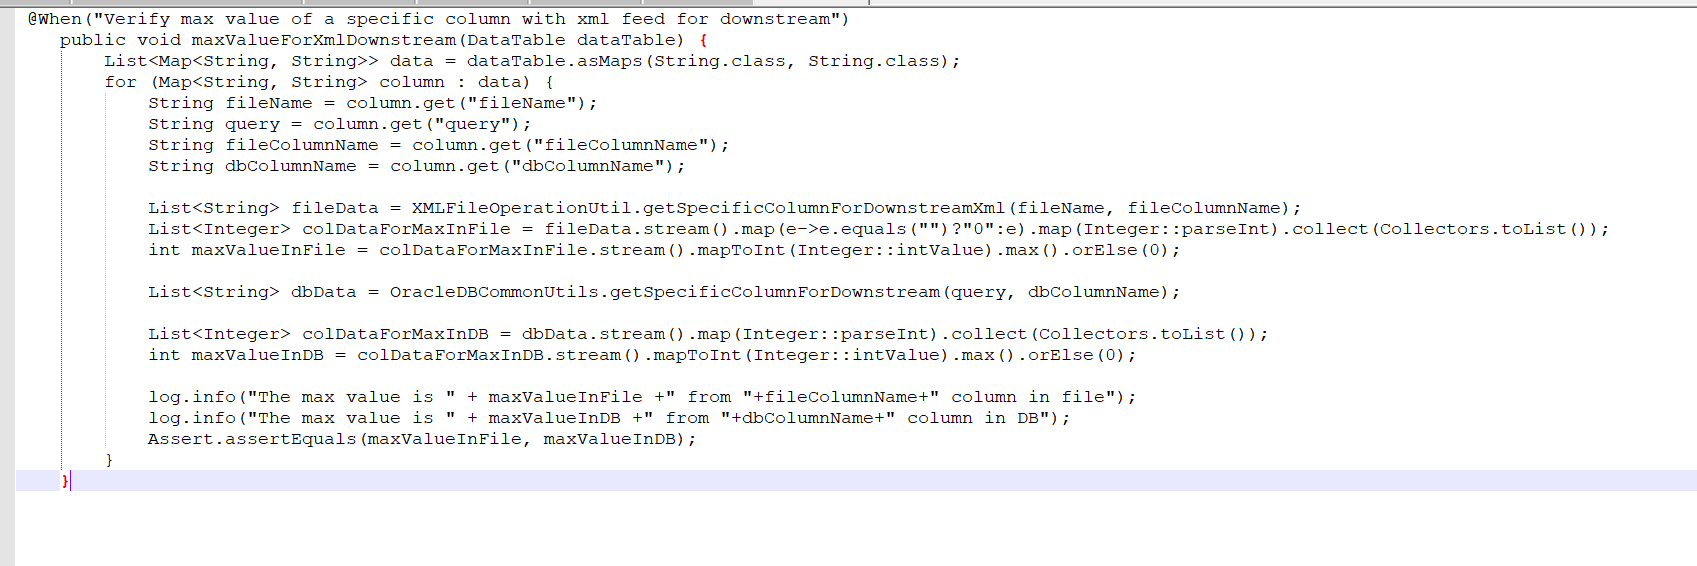 @When("Verify max value of a specific column with xml feed for downstream")
public void maxValueForXmlDownstream(DataTable dataTable) {
List<Map<String, String>> data = dataTable.asMaps(String.class, String.class);
for (Map<String, String> column : data) {
String fileName = column.get("fileName");
String query = column.get("query");
String fileColumnName = column.get("fileColumnName");
String dbColumnName = column.get("dbColumnName");
List<String> fileData = XMLFileOperationUtil.getSpecificColumnForDownstreamXml(fileName, fileColumnName);
List<Integer> colDataForMaxInFile = fileData.stream().map(e->e.equals("")?"0":e).map(Integer::parseInt).collect(Collectors.toList());
int maxValueInFile = colDataForMaxInFile.stream().mapToInt(Integer::intValue).max().orElse(0);
List<String> dbData = OracleDBCommonUtils.getSpecificColumnForDownstream(query, dbColumnName);
List<Integer> colDataForMaxInDB = dbData.stream().map(Integer::parseInt).collect(Collectors.toList());
int maxValueInDB = colDataForMaxInDB.stream().mapToInt(Integer::intValue).max().orElse(0);
log.info("The max value is " + maxValueInFile +" from "+fileColumnName+" column in file");
log.info("The max value is " + maxValueInDB +" from "+dbColumnName+" column in DB");
Assert.assertEquals(maxValueInFile, maxValueInDB);
}
}